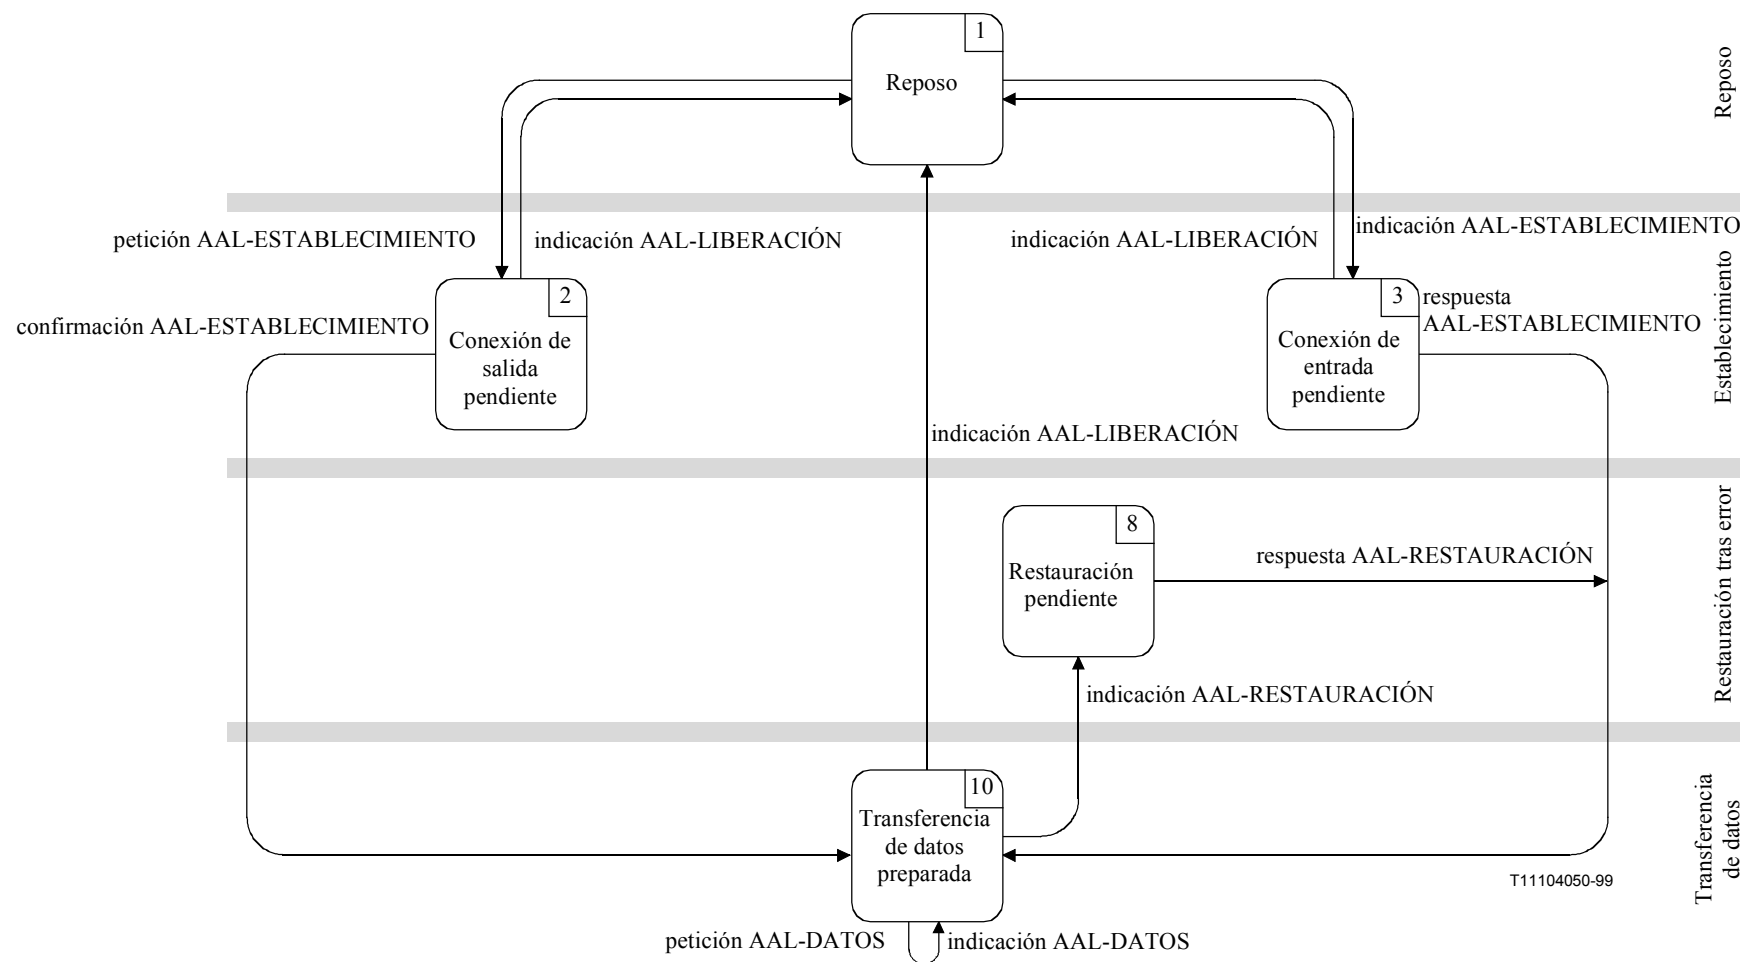 1
Reposo
Reposo
petición AAL-ESTABLECIMIENTO
indicación AAL-LIBERACIÓN
indicación AAL-LIBERACIÓN
indicación AAL-ESTABLECIMIENTO
2
Conexión de
salida
pendiente
confirmación AAL-ESTABLECIMIENTO
3
Conexión de
entrada
pendiente
respuesta
AAL-ESTABLECIMIENTO
Establecimiento
indicación AAL-LIBERACIÓN
8
Restauración
pendiente
respuesta AAL-RESTAURACIÓN
Restauración tras error
indicación AAL-RESTAURACIÓN
10
Transferencia
de datos
preparada
Transferencia
de datos
T11104050-99
petición AAL-DATOS
indicación AAL-DATOS